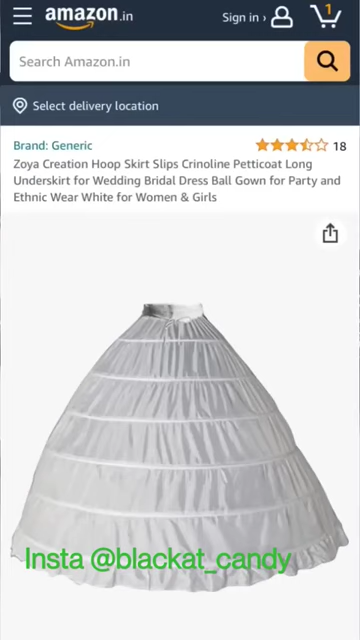 amazon.in
Sign in ›
1
Search Amazon.in
Select delivery location
Brand: Generic
18
Zoya Creation Hoop Skirt Slips Crinoline Petticoat Long
Underskirt for Wedding Bridal Dress Ball Gown for Party and
Ethnic Wear White for Women & Girls
Insta @blackat_candy